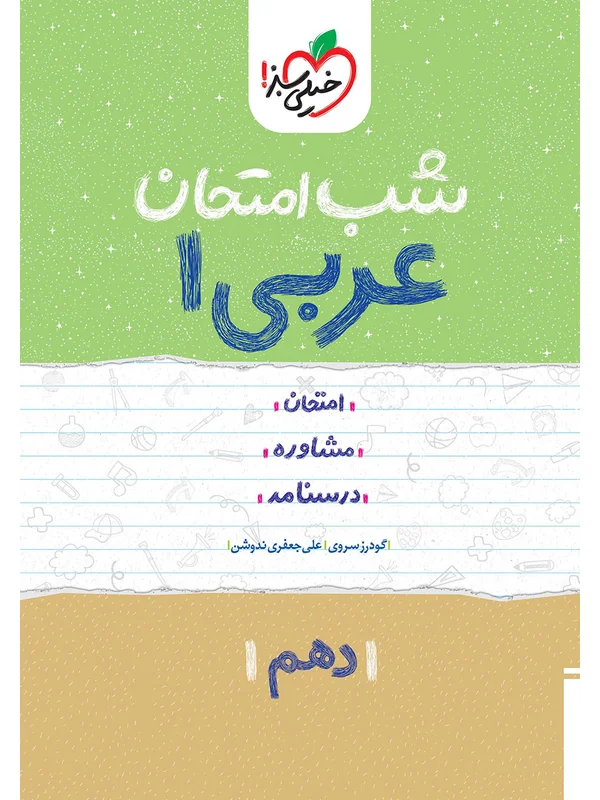 خیلی سبز!
شب امتحان
عربی ۱
امتحان
مشاوره
درسنامه
گودرز سروی | علی جعفری ندوشن
دهم